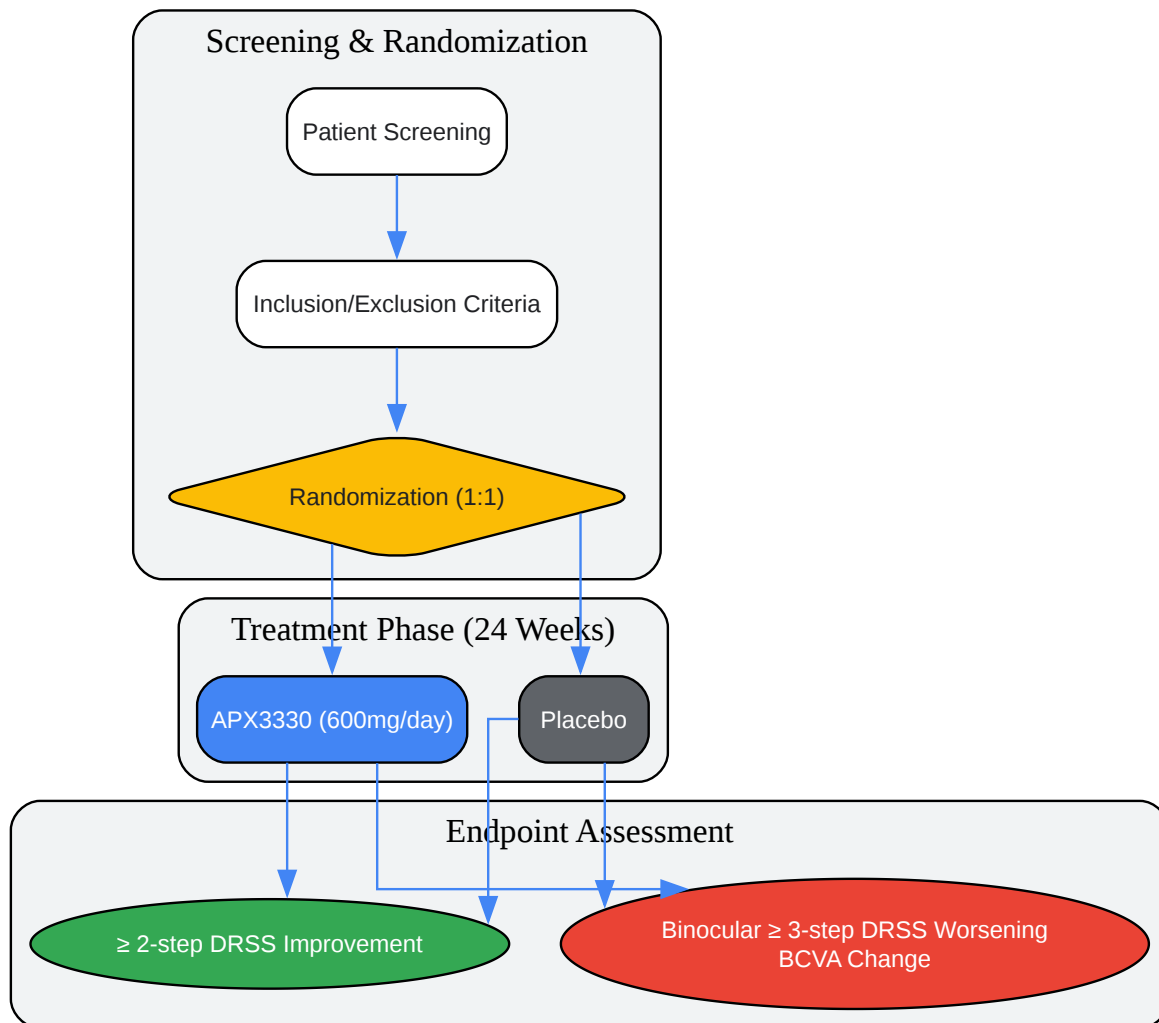 Screening & Randomization
Patient Screening
Inclusion/Exclusion Criteria
Randomization (1:1)
Treatment Phase (24 Weeks)
APX3330 (600mg/day)
Placebo
Endpoint Assessment
≥ 2-step DRSS Improvement
Binocular ≥ 3-step DRSS Worsening
BCVA Change